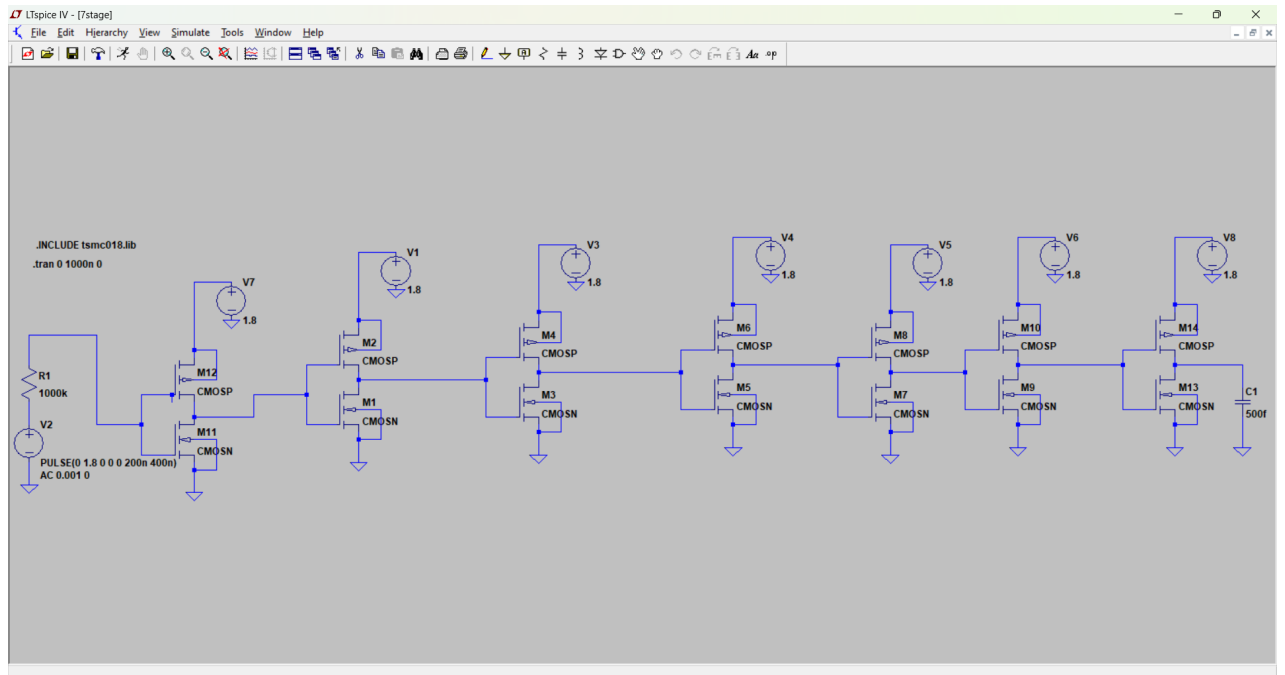 LTspice IV - [7stage]
File Edit Hierarchy View Simulate Tools Window Help
Aa .op
.INCLUDE tsmc018.lib
.tran 0 1000n 0
V7
1.8
M12
CMOSP
M11
CMOSN
R1
1000k
V2
PULSE(0 1.8 0 0 0 200n 400n)
AC 0.001 0
V1
1.8
M2
CMOSP
M1
CMOSN
V3
1.8
M4
CMOSP
M3
CMOSN
V4
1.8
M6
CMOSP
M5
CMOSN
V5
1.8
M8
CMOSP
M7
CMOSN
V6
1.8
M10
CMOSP
M9
CMOSN
V8
1.8
M14
CMOSP
M13
CMOSN
C1
500f